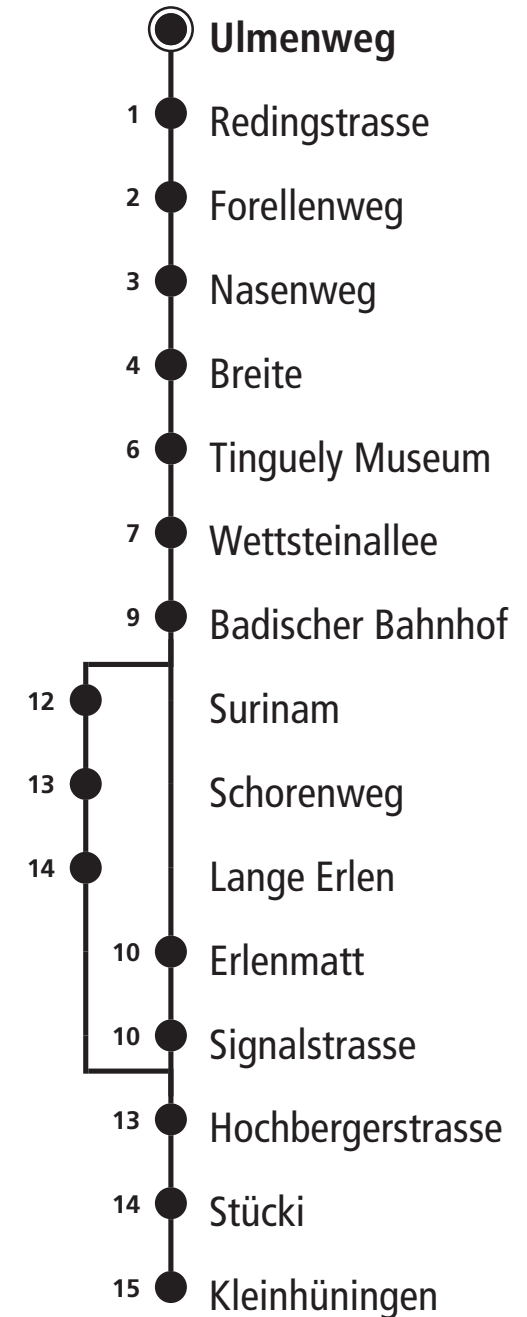 Ulmenweg
1 Redingstrasse
2 Forellenweg
3 Nasenweg
4 Breite
6 Tinguely Museum
7 Wettsteinallee
9 Badischer Bahnhof
12 Surinam
13 Schorenweg
14 Lange Erlen
10 Erlenmatt
10 Signalstrasse
13 Hochbergerstrasse
14 Stücki
15 Kleinhüningen